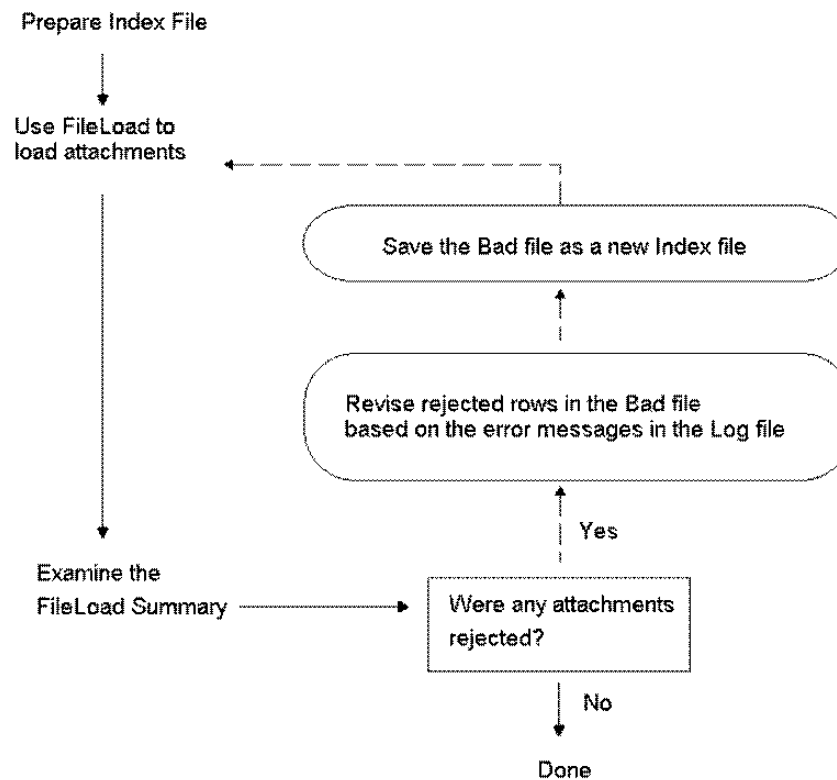 Prepare Index File
Use FileLoad to
load attachments
Save the Bad file as a new Index file
Revise rejected rows in the Bad file
based on the error messages in the Log file
Yes
Examine the
FileLoad Summary
Were any attachments
rejected?
No
Done